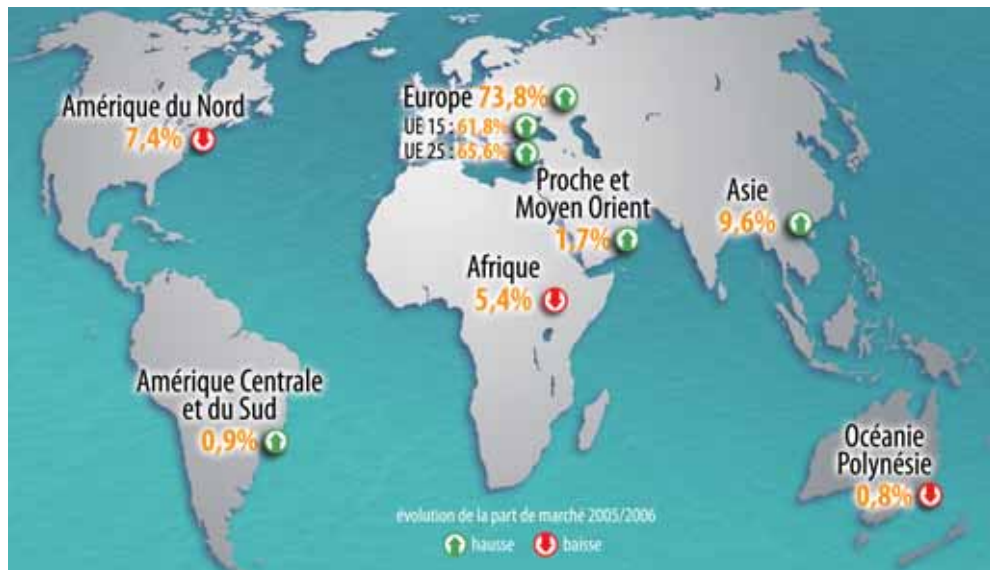 Amérique du Nord
7,4%
Europe 73,8%
UE 15 : 61,8%
UE 25 : 65,6%
Proche et
Moyen Orient
1,7%
Asie
9,6%
Afrique
5,4%
Amérique Centrale
et du Sud
0,9%
Océanie
Polynésie
0,8%
évolution de la part de marché 2005/2006
hausse baisse